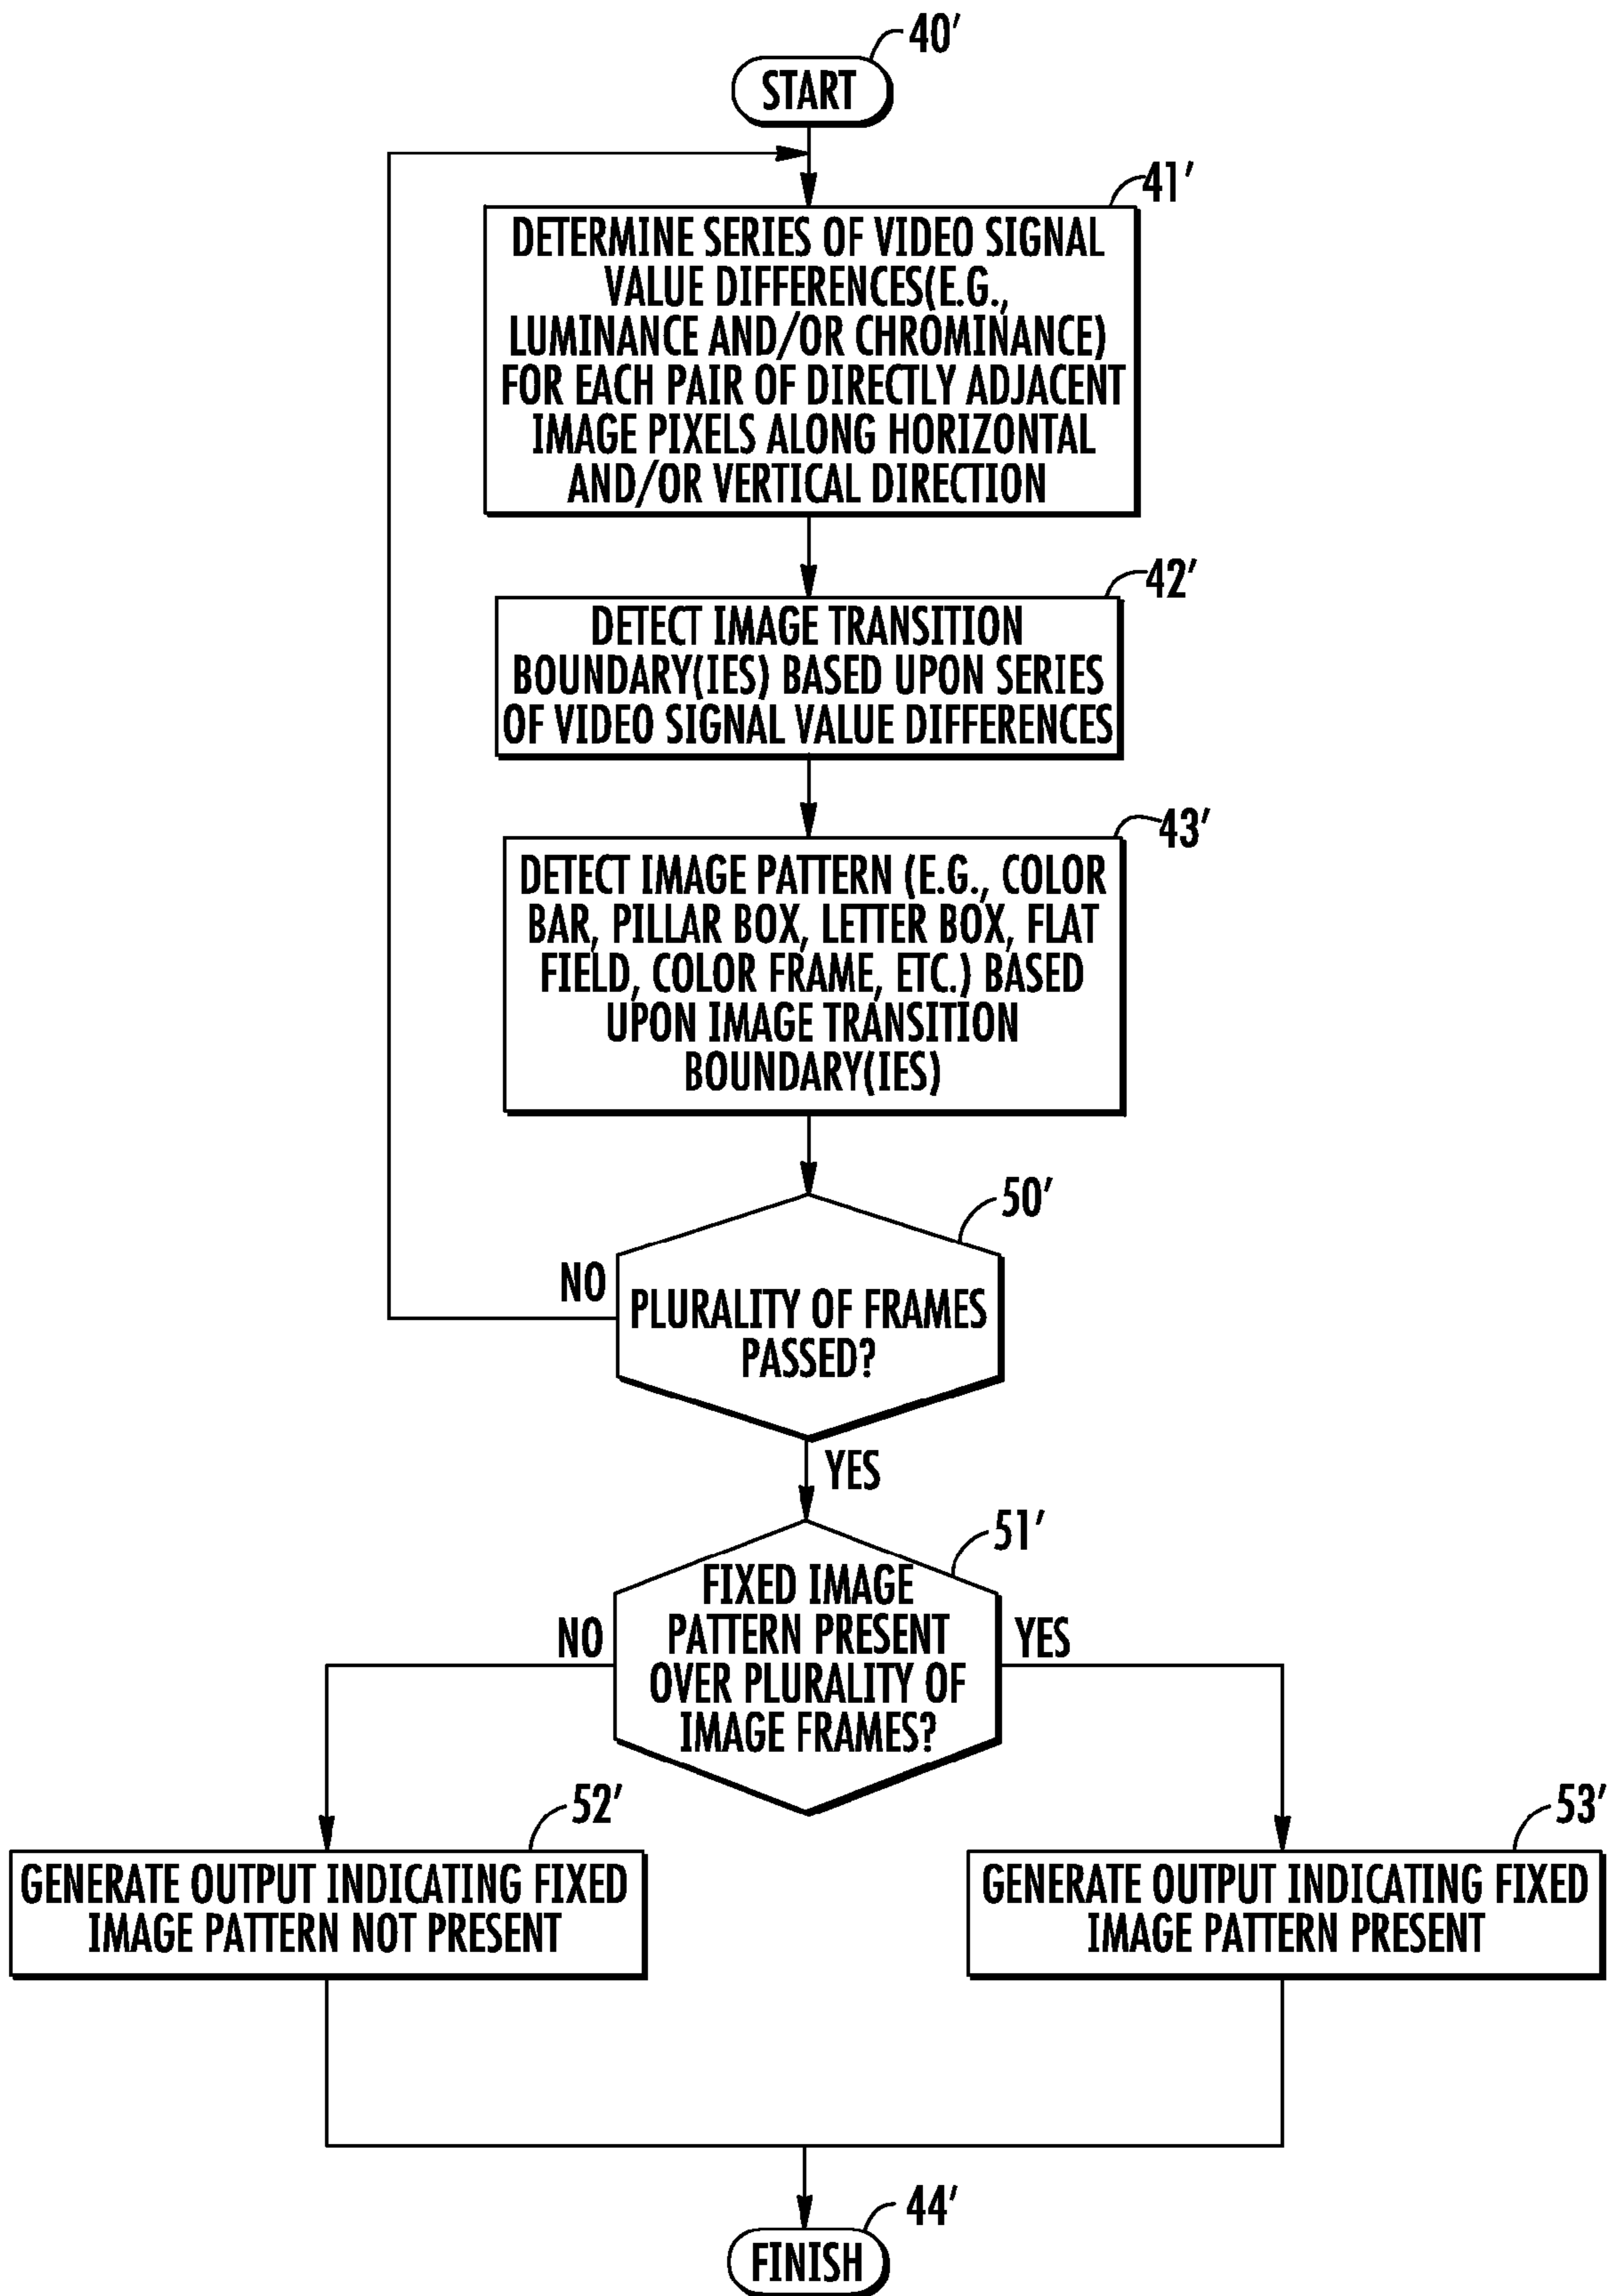 40'
START
41'
DETERMINE SERIES OF VIDEO SIGNAL
VALUE DIFFERENCES(E.G.,
LUMINANCE AND/OR CHROMINANCE)
FOR EACH PAIR OF DIRECTLY ADJACENT
IMAGE PIXELS ALONG HORIZONTAL
AND/OR VERTICAL DIRECTION
42'
DETECT IMAGE TRANSITION
BOUNDARY(IES) BASED UPON SERIES
OF VIDEO SIGNAL VALUE DIFFERENCES
43'
DETECT IMAGE PATTERN (E.G., COLOR
BAR, PILLAR BOX, LETTER BOX, FLAT
FIELD, COLOR FRAME, ETC.) BASED
UPON IMAGE TRANSITION
BOUNDARY(IES)
50'
NO
PLURALITY OF FRAMES
PASSED?
YES
51'
FIXED IMAGE
PATTERN PRESENT
OVER PLURALITY OF
IMAGE FRAMES?
NO
YES
52'
GENERATE OUTPUT INDICATING FIXED
IMAGE PATTERN NOT PRESENT
53'
GENERATE OUTPUT INDICATING FIXED
IMAGE PATTERN PRESENT
44'
FINISH